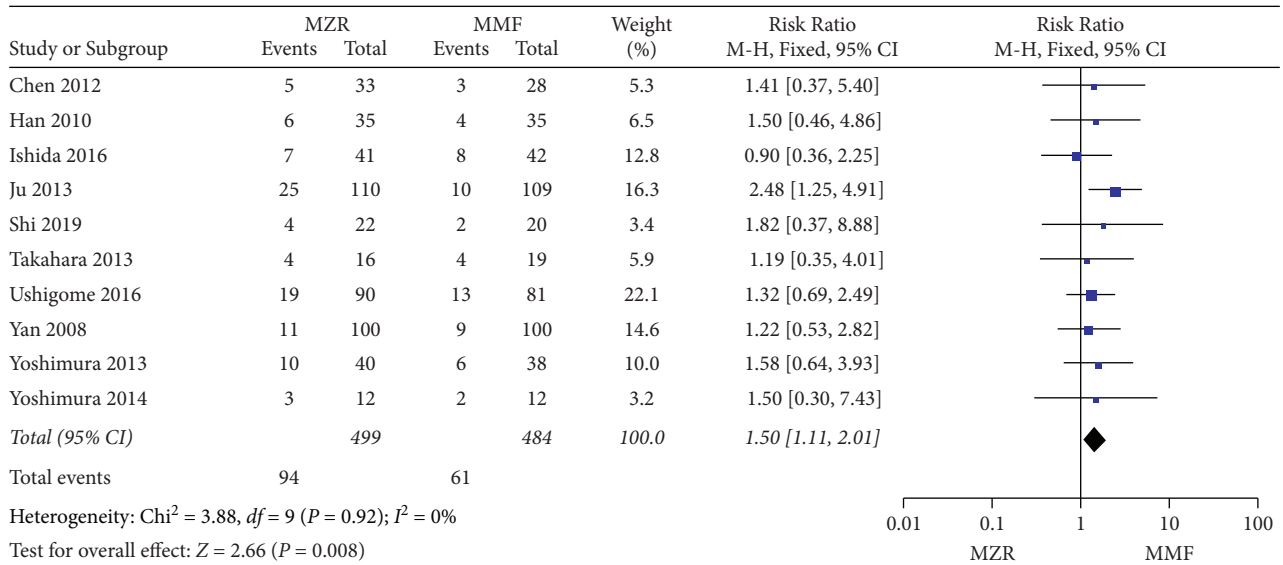 MZR MMF Weight Risk Ratio Risk Ratio
Study or Subgroup Events Total Events Total (%) M-H, Fixed, 95% CI M-H, Fixed, 95% CI
Chen 2012 5 33 3 28 5.3 1.41 [0.37, 5.40]
Han 2010 6 35 4 35 6.5 1.50 [0.46, 4.86]
Ishida 2016 7 41 8 42 12.8 0.90 [0.36, 2.25]
Ju 2013 25 110 10 109 16.3 2.48 [1.25, 4.91]
Shi 2019 4 22 2 20 3.4 1.82 [0.37, 8.88]
Takahara 2013 4 16 4 19 5.9 1.19 [0.35, 4.01]
Ushigome 2016 19 90 13 81 22.1 1.32 [0.69, 2.49]
Yan 2008 11 100 9 100 14.6 1.22 [0.53, 2.82]
Yoshimura 2013 10 40 6 38 10.0 1.58 [0.64, 3.93]
Yoshimura 2014 3 12 2 12 3.2 1.50 [0.30, 7.43]
Total (95% CI) 499 484 100.0 1.50 [1.11, 2.01]
Total events 94 61
Heterogeneity: Chi² = 3.88, df = 9 (P = 0.92); I² = 0%
Test for overall effect: Z = 2.66 (P = 0.008)
0.01 0.1 1 10 100
MZR MMF